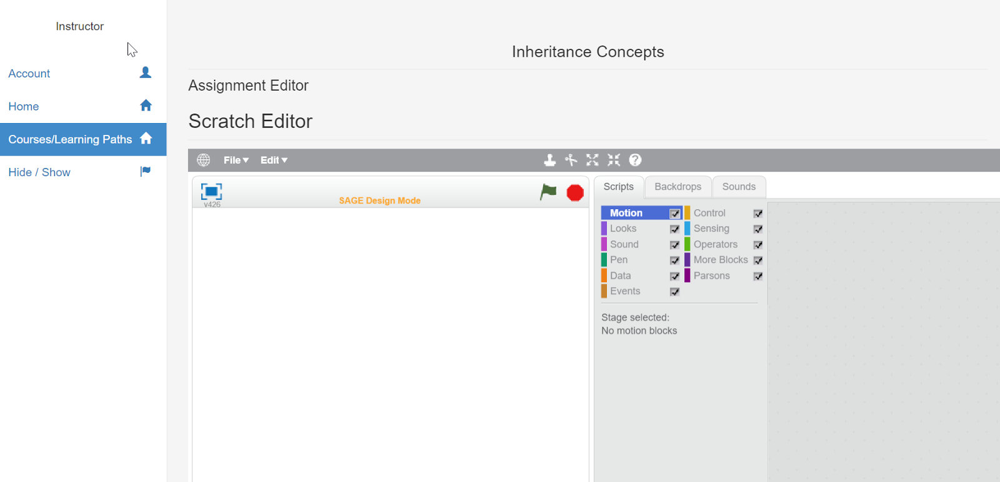 Instructor
Account
Home
Courses/Learning Paths
Hide / Show
Inheritance Concepts
Assignment Editor
Scratch Editor
File Edit
v426
SAGE Design Mode
Scripts Backdrops Sounds
Motion Control
Looks Sensing
Sound Operators
Pen More Blocks
Data Parsons
Events
Stage selected:
No motion blocks